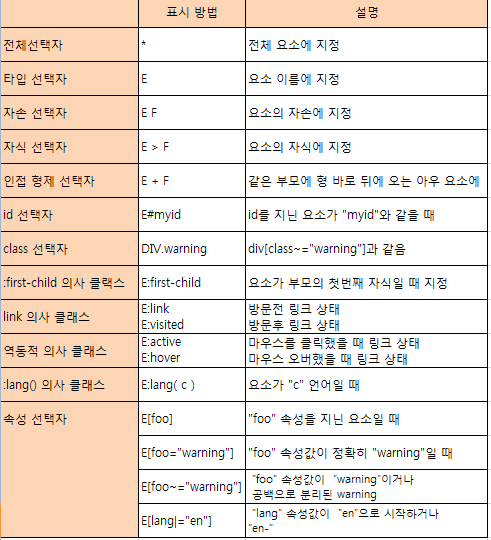 표시 방법 설명
전체선택자 * 전체 요소에 지정
타입 선택자 E 요소 이름에 지정
자손 선택자 E F 요소의 자손에 지정
자식 선택자 E > F 요소의 자식에 지정
인접 형제 선택자 E + F 같은 부모에 형 바로 뒤에 오는 아우 요소에
id 선택자 E#myid id를 지닌 요소가 "myid"와 같을 때
class 선택자 DIV.warning div[class~="warning"]과 같음
:first-child 의사 클랙스 E:first-child 요소가 부모의 첫번째 자식일 때 지정
link 의사 클래스 E:link 방문전 링크 상태
E:visited 방문후 링크 상태
역동적 의사 클래스 E:active 마우스를 클릭했을 때 링크 상태
E:hover 마우스 오버했을 때 링크 상태
:lang() 의사 클래스 E:lang( c ) 요소가 "c" 언어일 때
속성 선택자 E[foo] "foo" 속성을 지닌 요소일 때
E[foo="warning"] "foo" 속성값이 정확히 "warning"일 때
E[foo~="warning"] "foo" 속성값이 "warning"이거나
공백으로 분리된 warning
E[lang|="en"] "lang" 속성값이 "en"으로 시작하거나
"en-"